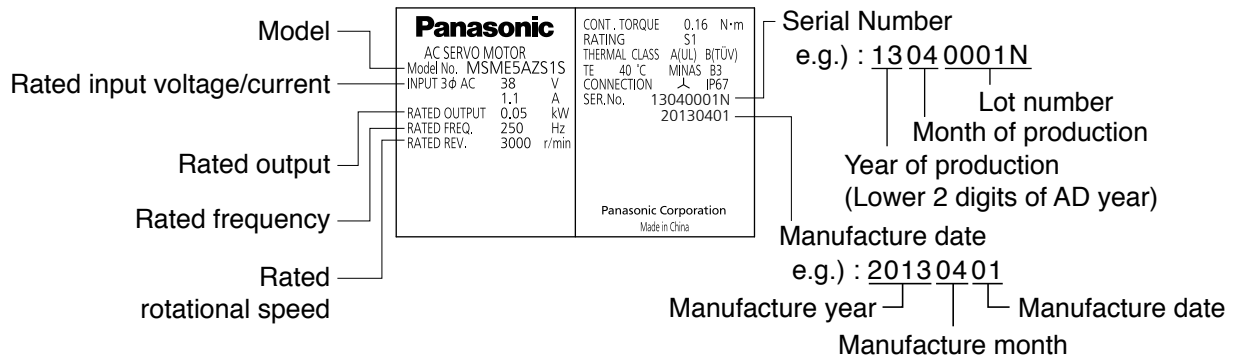 Model
Rated input voltage/current
Rated output
Rated frequency
Rated
rotational speed
Panasonic
AC SERVO MOTOR
Model No. MSME5AZS1S
INPUT 3ϕ AC 38 V
1.1 A
RATED OUTPUT 0.05 kW
RATED FREQ. 250 Hz
RATED REV. 3000 r/min
CONT. TORQUE 0.16 N·m
RATING S1
THERMAL CLASS A(UL) B(TÜV)
TE 40 ℃ MINAS B3
CONNECTION IP67
SER.No. 13040001N
20130401
Panasonic Corporation
Made in China
Serial Number
e.g.) : 13 04 0001N
Lot number
Month of production
Year of production
(Lower 2 digits of AD year)
Manufacture date
e.g.) : 2013 04 01
Manufacture year
Manufacture date
Manufacture month